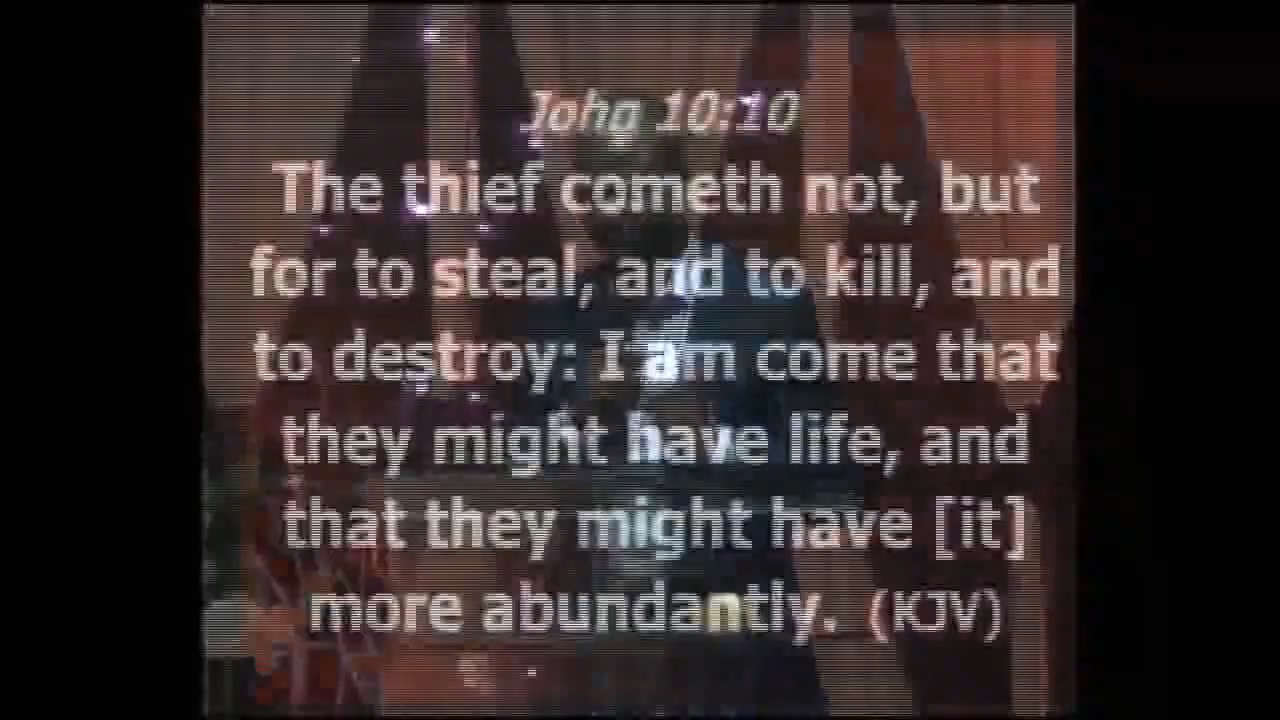 John 10:10
The thief cometh not, but
for to steal, and to kill, and
to destroy: I am come that
they might have life, and
that they might have [it]
more abundantly. (KJV)